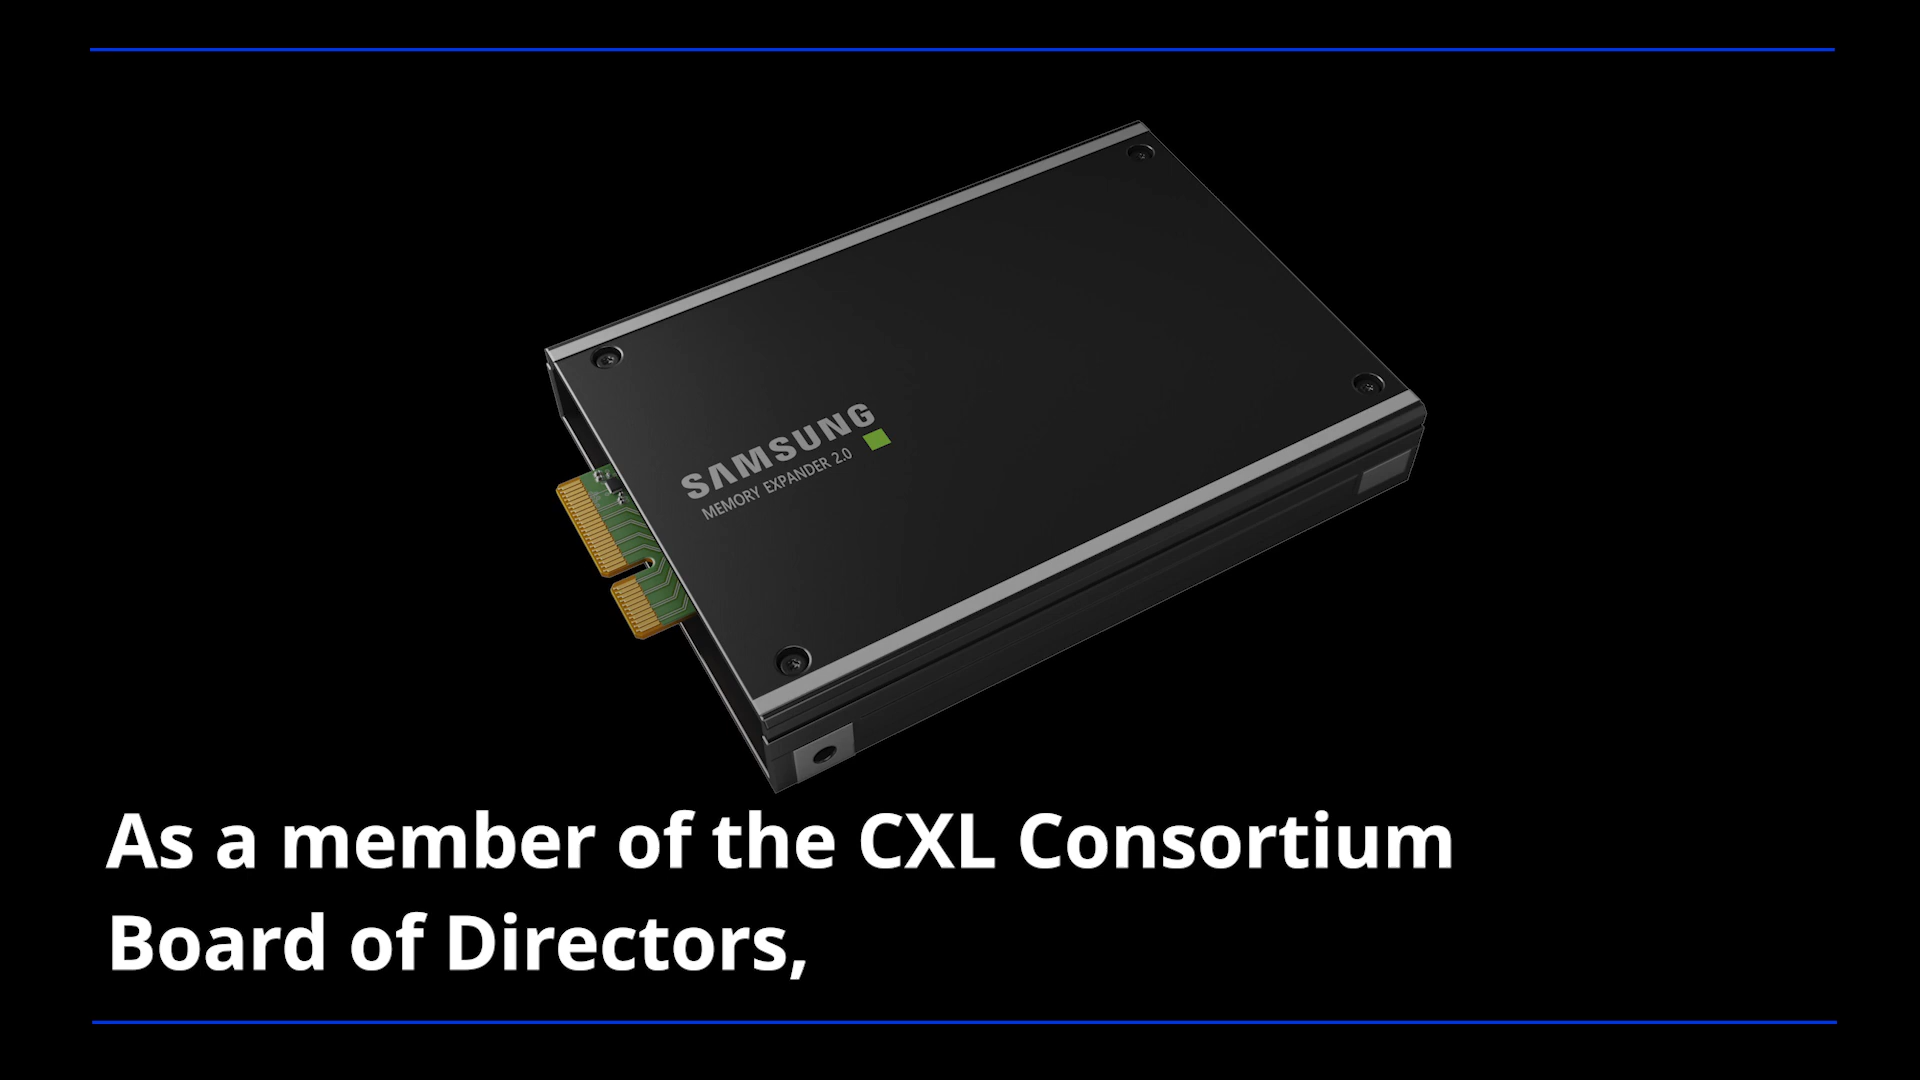 SAMSUNG
MEMORY EXPANDER 2.0
As a member of the CXL Consortium
Board of Directors,